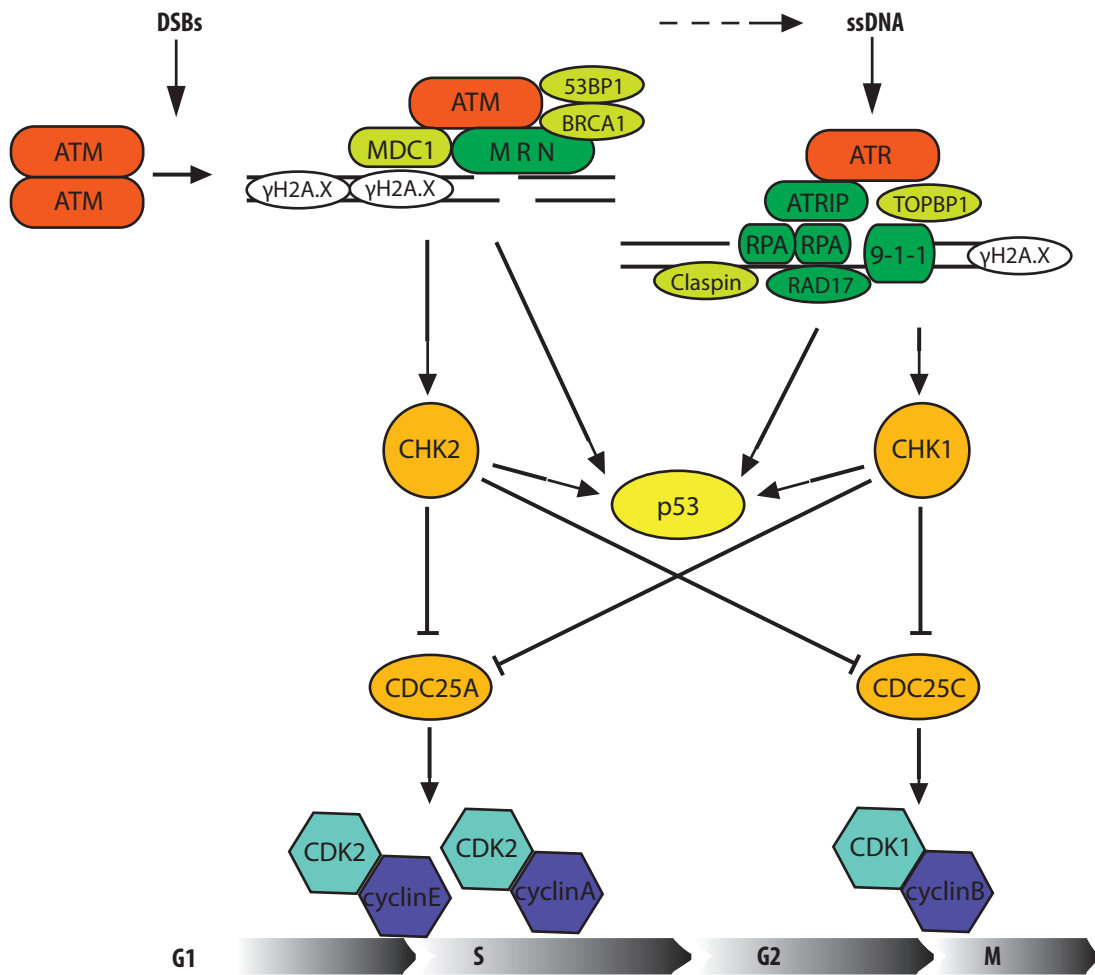 DSBs
ssDNA
ATM
ATM
ATM
53BP1
BRCA1
MDC1
M R N
γH2A.X
γH2A.X
ATR
ATRIP
TOPBP1
RPA
RPA
9-1-1
γH2A.X
Claspin
RAD17
CHK2
CHK1
p53
CDC25A
CDC25C
CDK2
cyclinE
CDK2
cyclinA
CDK1
cyclinB
G1
S
G2
M